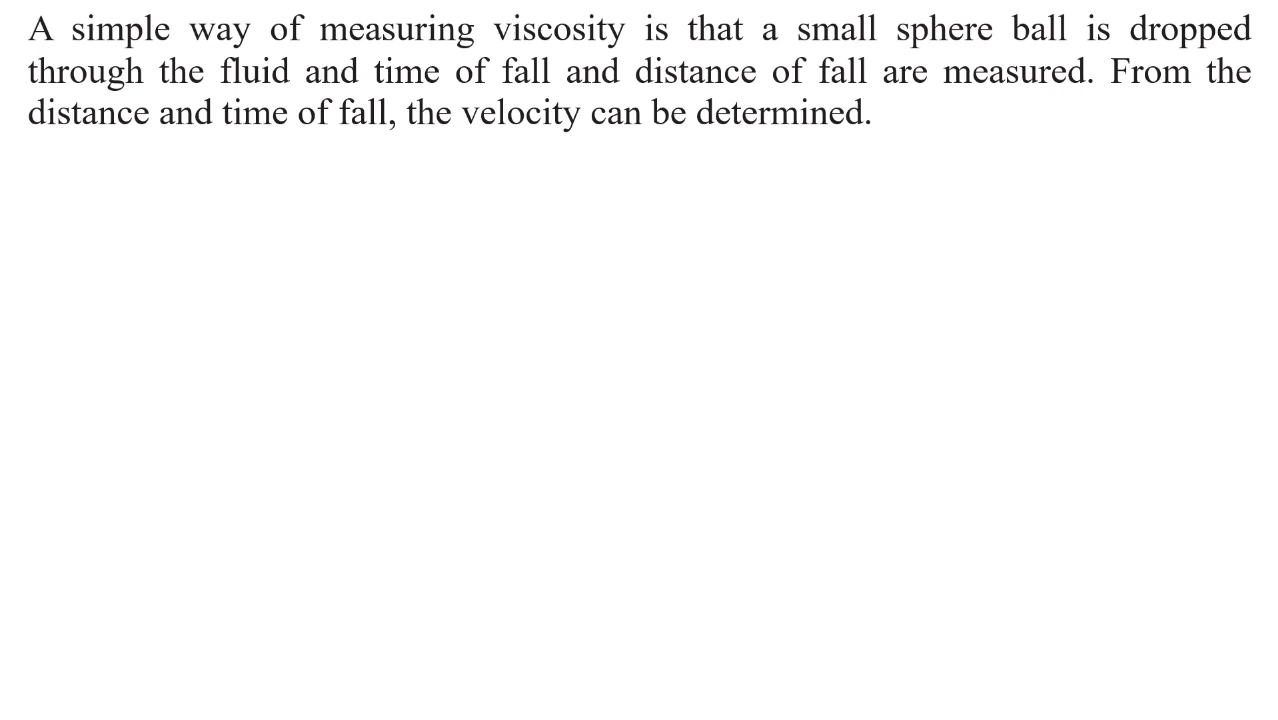 A simple way of measuring viscosity is that a small sphere ball is dropped
through the fluid and time of fall and distance of fall are measured. From the
distance and time of fall, the velocity can be determined.